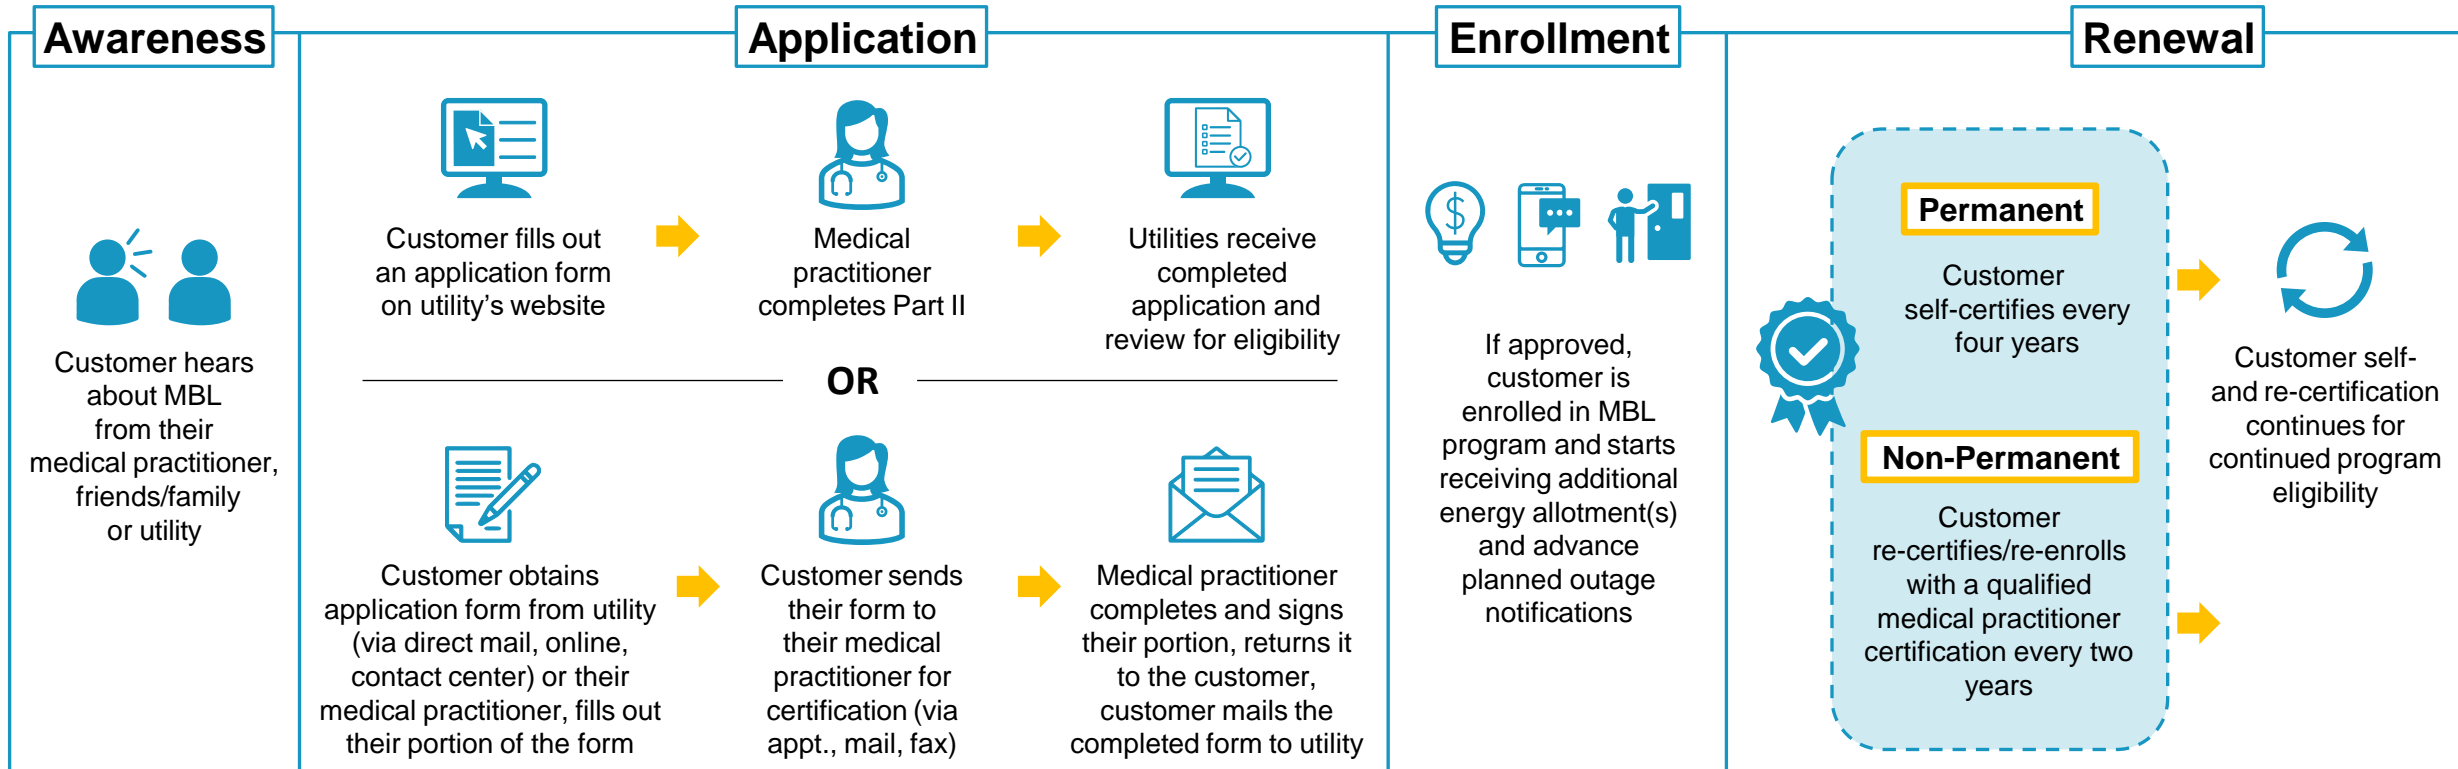 Awareness
Customer hears
about MBL
from their
medical practitioner,
friends/family
or utility
Application
Customer fills out
an application form
on utility’s website
Medical
practitioner
completes Part II
Utilities receive
completed
application and
review for eligibility
OR
Customer obtains
application form from utility
(via direct mail, online,
contact center) or their
medical practitioner, fills out
their portion of the form
Customer sends
their form to
their medical
practitioner for
certification (via
appt., mail, fax)
Medical practitioner
completes and signs
their portion, returns it
to the customer,
customer mails the
completed form to utility
Enrollment
$
If approved,
customer is
enrolled in MBL
program and starts
receiving additional
energy allotment(s)
and advance
planned outage
notifications
Renewal
Permanent
Customer
self-certifies every
four years
Non-Permanent
Customer
re-certifies/re-enrolls
with a qualified
medical practitioner
certification every two
years
Customer self-
and re-certification
continues for
continued program
eligibility